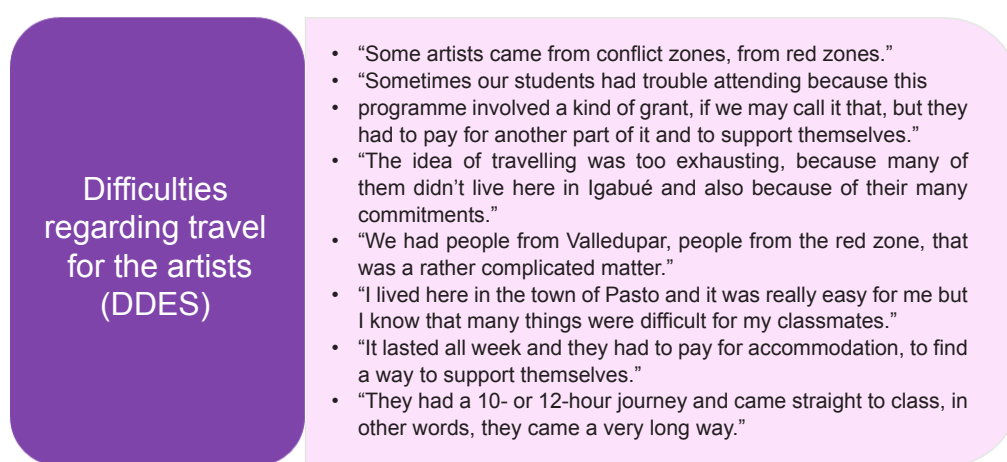 Difficulties
regarding travel
for the artists
(DDES)
• “Some artists came from conflict zones, from red zones.”
• “Sometimes our students had trouble attending because this
• programme involved a kind of grant, if we may call it that, but they
had to pay for another part of it and to support themselves.”
• “The idea of travelling was too exhausting, because many of
them didn’t live here in Igabué and also because of their many
commitments.”
• “We had people from Valledupar, people from the red zone, that
was a rather complicated matter.”
• “I lived here in the town of Pasto and it was really easy for me but
I know that many things were difficult for my classmates.”
• “It lasted all week and they had to pay for accommodation, to find
a way to support themselves.”
• “They had a 10- or 12-hour journey and came straight to class, in
other words, they came a very long way.”